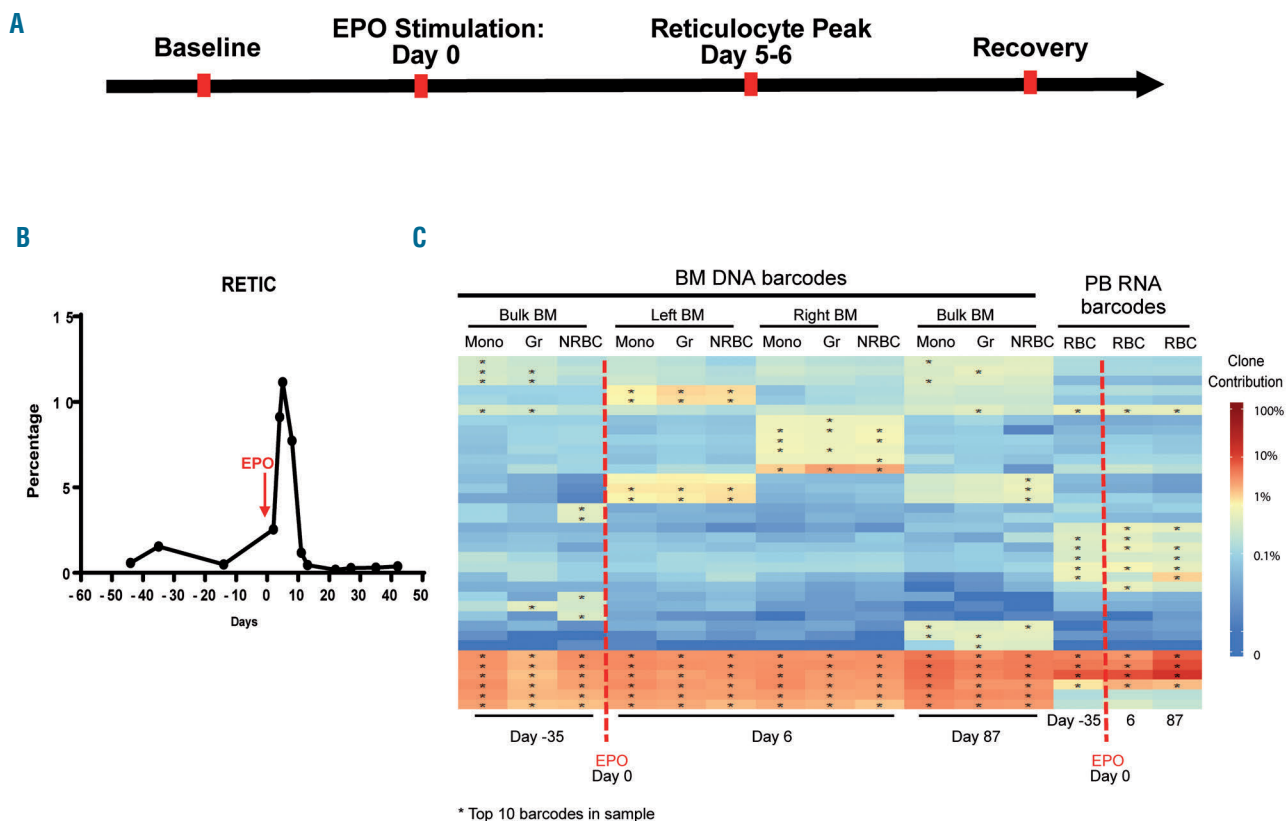 A
Baseline
EPO Stimulation:
Day 0
Reticulocyte Peak
Day 5-6
Recovery
B
RETIC
Percentage
15
10
5
0
EPO
-60 -50 -40 -30 -20 -10 0 10 20 30 40 50
Days
C
BM DNA barcodes
PB RNA
barcodes
Bulk BM Left BM Right BM Bulk BM
Mono Gr NRBC Mono Gr NRBC Mono Gr NRBC Mono Gr NRBC RBC RBC RBC
Clone
Contribution
100%
10%
1%
0.1%
0
Day -35 Day 6 Day 87 Day -35 6 87
EPO
Day 0
EPO
Day 0
* Top 10 barcodes in sample